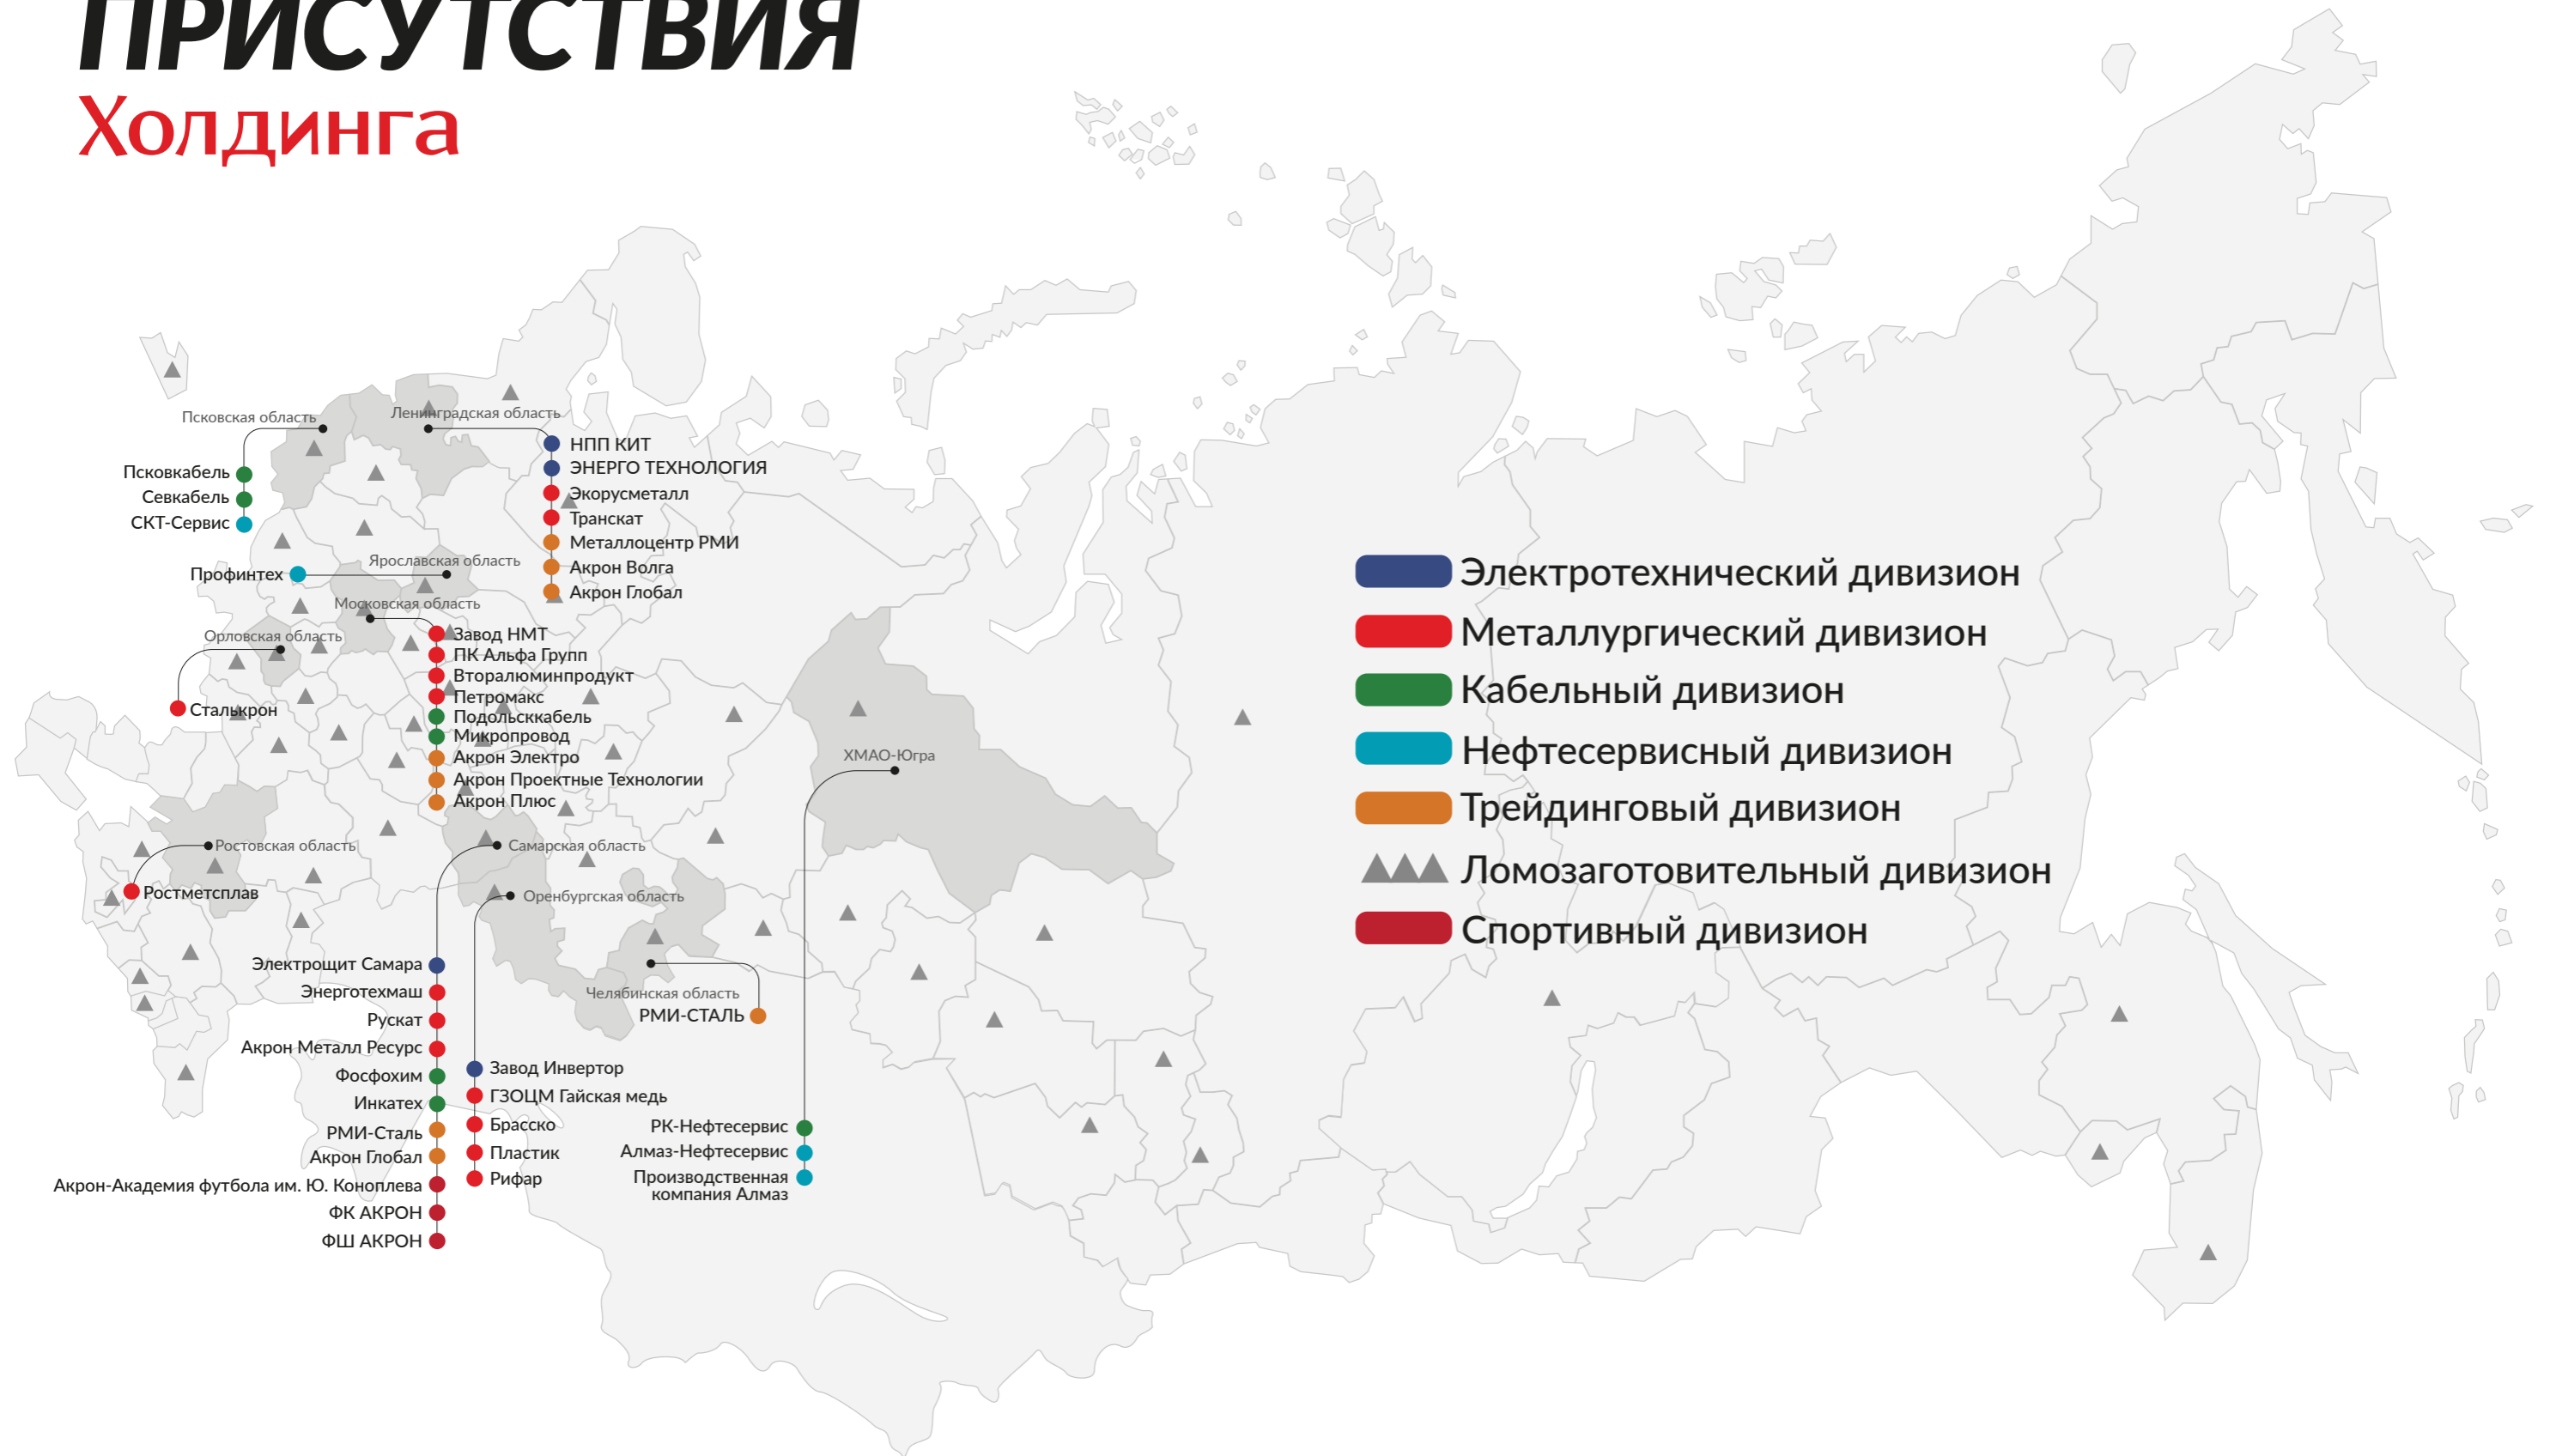 ПРИСУТСТВИЯ
Холдинга
Псковская область
Псковкабель
Севкабель
СКТ-Сервис
Ленинградская область
НПП КИТ
ЭНЕРГО ТЕХНОЛОГИЯ
Экорусметалл
Транскат
Металлоцентр РМИ
Акрон Волга
Акрон Глобал
Ярославская область
Профинтех
Московская область
Завод НМТ
ПК Альфа Групп
Вторалюминпродукт
Петромакс
Подольсккабель
Микропровод
Акрон Электро
Акрон Проектные Технологии
Акрон Плюс
Орловская область
Сталькрон
Ростовская область
Ростметсплав
Самарская область
Электрощит Самара
Энерготехмаш
Рускат
Акрон Металл Ресурс
Фосфохим
Инкатех
РМИ-Сталь
Акрон Глобал
Акрон-Академия футбола им. Ю. Коноплева
ФК АКРОН
ФШ АКРОН
Оренбургская область
Завод Инвертор
ГЗОЦМ Гайская медь
Брасско
Пластик
Рифар
Челябинская область
РМИ-СТАЛЬ
ХМАО-Югра
РК-Нефтесервис
Алмаз-Нефтесервис
Производственная
компания Алмаз
Электротехнический дивизион
Металлургический дивизион
Кабельный дивизион
Нефтесервисный дивизион
Трейдинговый дивизион
Ломозаготовительный дивизион
Спортивный дивизион